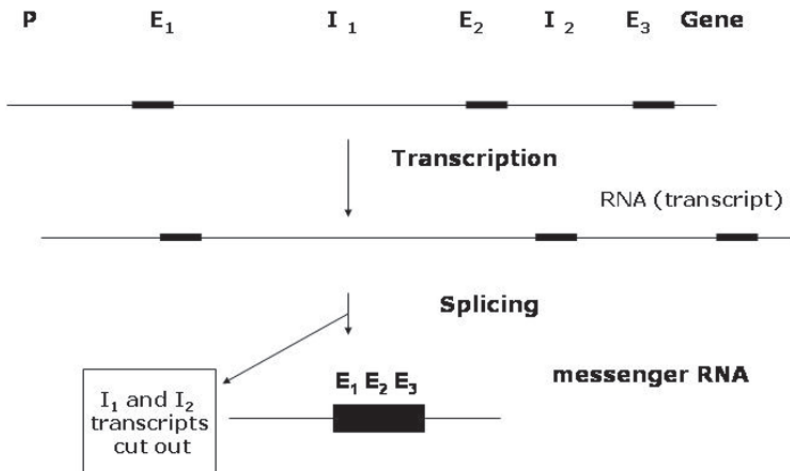 P E₁ I₁ E₂ I₂ E₃ Gene
Transcription
RNA (transcript)
Splicing
E₁ E₂ E₃
messenger RNA
I₁ and I₂
transcripts
cut out